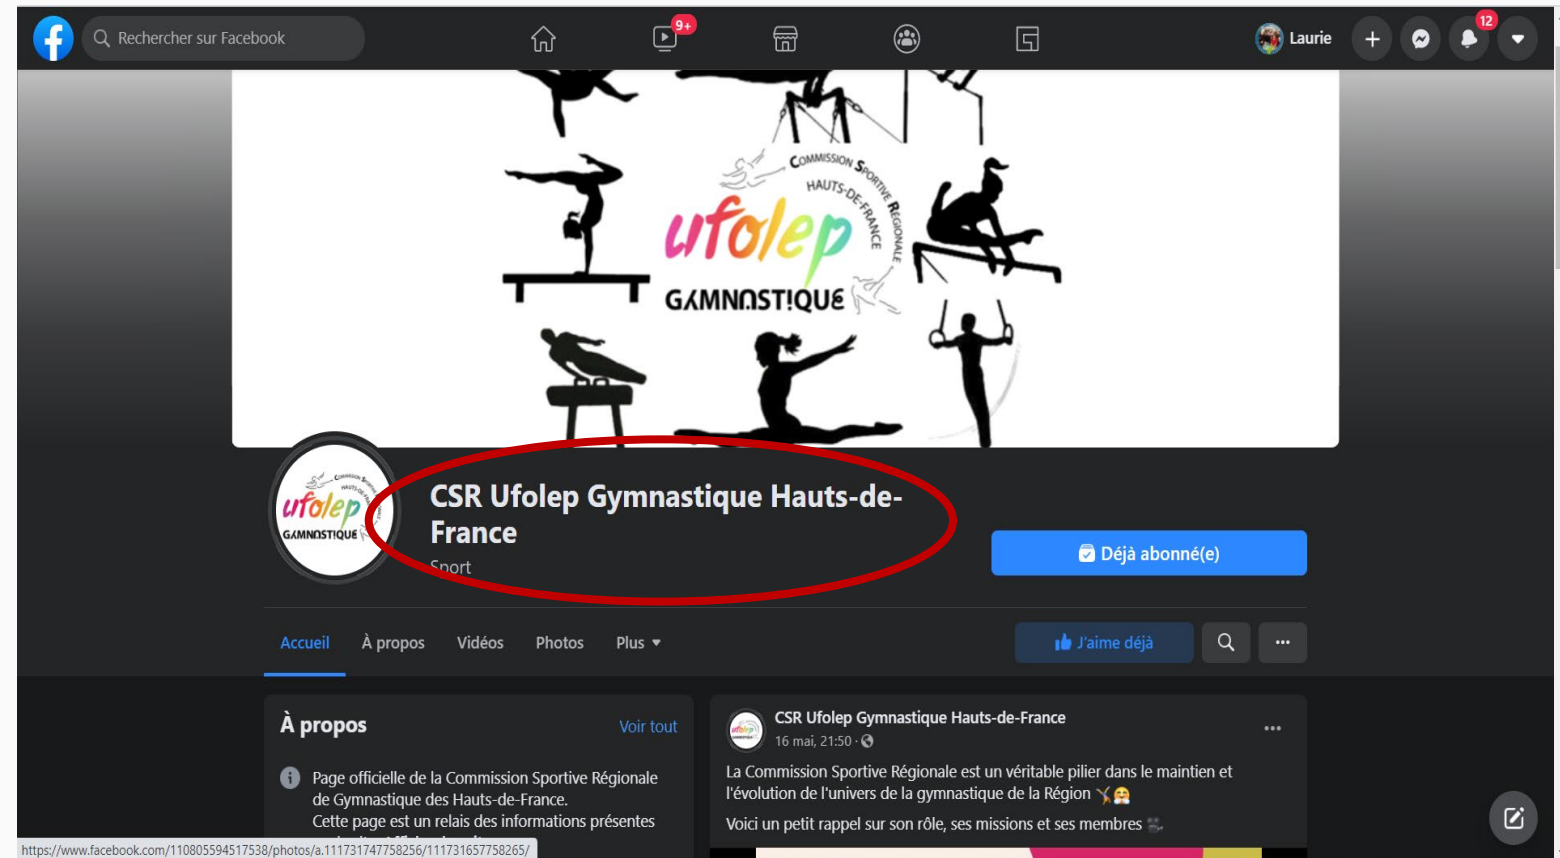 Rechercher sur Facebook
9+
Laurie
12
COMMISSION SPORTIVE RÉGIONALE
HAUTS-DE-FRANCE
ufolep
GYMNASTIQUE
COMMISSION
ufolep
GYMNASTIQUE
CSR Ufolep Gymnastique Hauts-de-
France
Sport
Déjà abonné(e)
Accueil
À propos
Vidéos
Photos
Plus
J'aime déjà
À propos
Voir tout
Page officielle de la Commission Sportive Régionale
de Gymnastique des Hauts-de-France.
Cette page est un relais des informations présentes
CSR Ufolep Gymnastique Hauts-de-France
16 mai, 21:50 ·
La Commission Sportive Régionale est un véritable pilier dans le maintien et
l'évolution de l'univers de la gymnastique de la Région
Voici un petit rappel sur son rôle, ses missions et ses membres
https://www.facebook.com/110805594517538/photos/a.111731747758256/111731657758265/